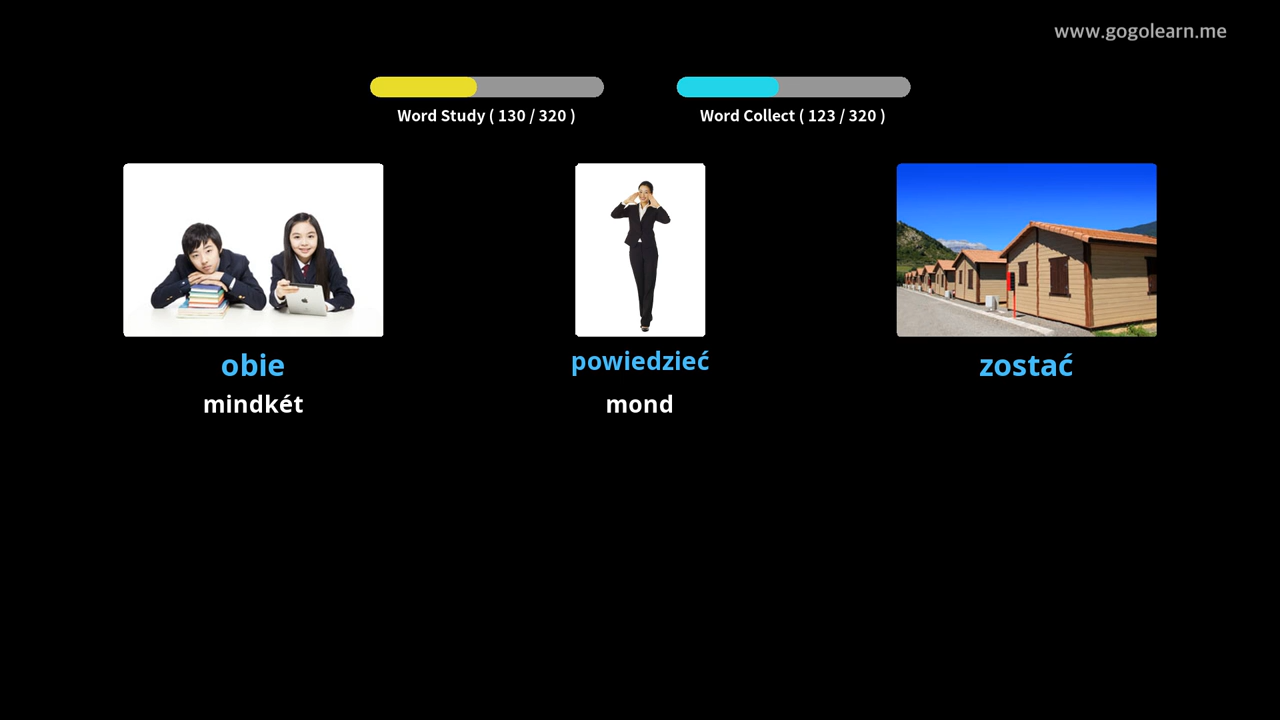 www.gogolearn.me
Word Study ( 130 / 320 )
Word Collect ( 123 / 320 )
obie
powiedzieć
zostać
mindkét
mond